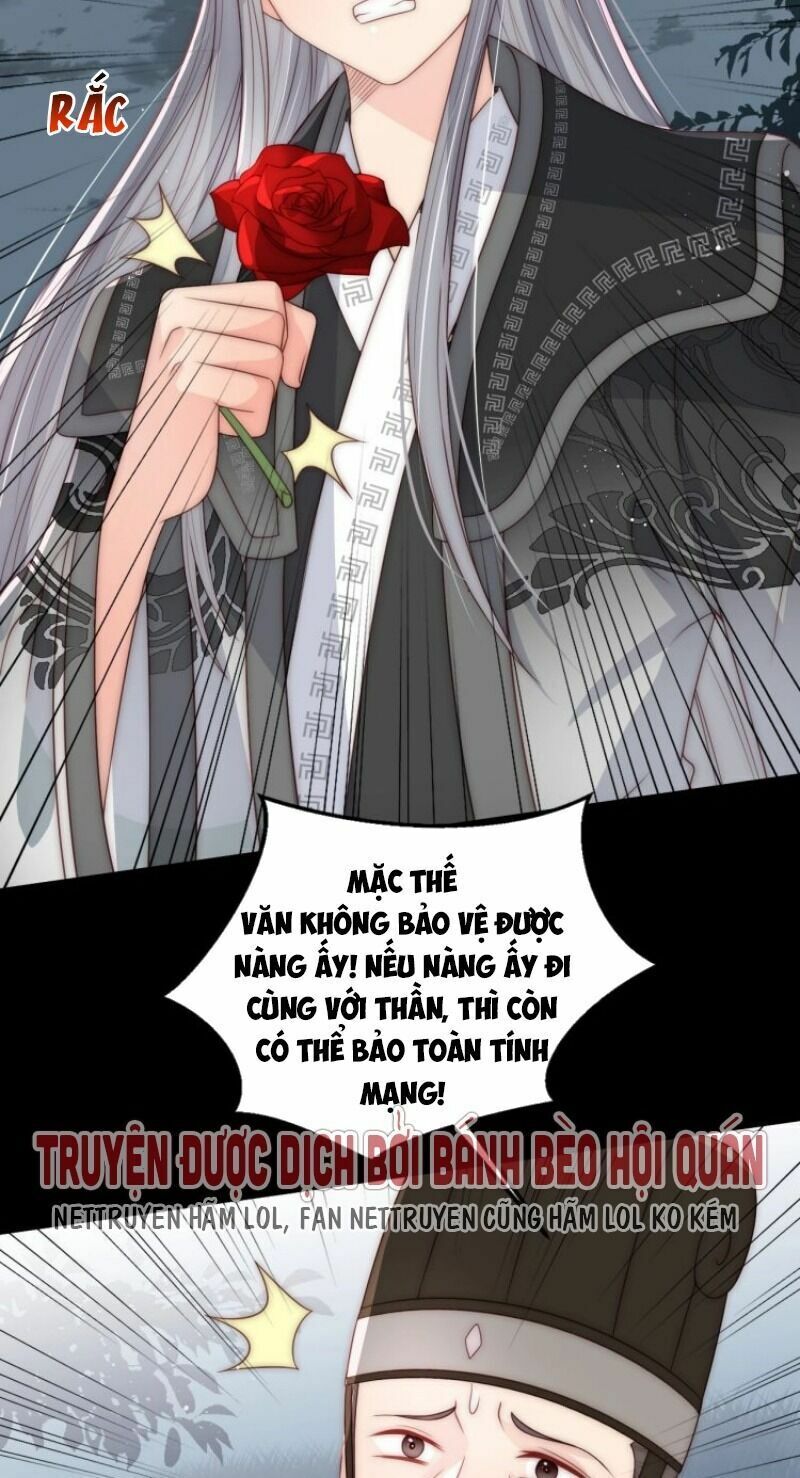 RẮC
MẶC THẾ
VĂN KHÔNG BẢO VỆ ĐƯỢC
NÀNG ẤY! NẾU NÀNG ẤY ĐI
CÙNG VỚI THẦN, THÌ CÒN
CÓ THỂ BẢO TOÀN TÍNH
MẠNG!
TRUYỆN ĐƯỢC DỊCH BỞI BÁNH BÈO HỘI QUÁN
NETTRUYEN HÃM LOL, FAN NETTRUYEN CŨNG HÃM LOL KO KÉM